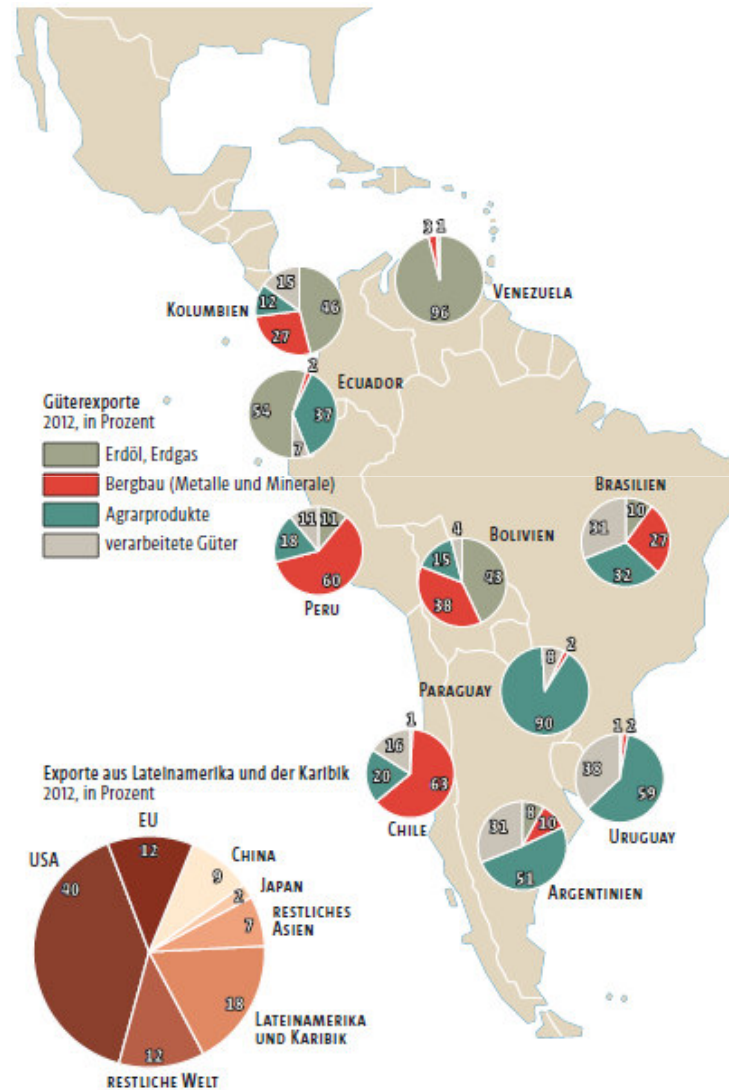 3 1
96
VENEZUELA
15
46
12
27
KOLUMBIEN
2
ECUADOR
54
37
7
Güterexporte
2012, in Prozent
Erdöl, Erdgas
Bergbau (Metalle und Minerale)
Agrarprodukte
verarbeitete Güter
BRASILIEN
10
31
27
32
11 11
18
60
PERU
4
BOLIVIEN
15
43
38
8
2
PARAGUAY
90
1
16
20
63
CHILE
1 2
38
59
URUGUAY
8
31
10
51
ARGENTINIEN
Exporte aus Lateinamerika und der Karibik
2012, in Prozent
EU
12
USA
40
CHINA
9
JAPAN
2
RESTLICHES
ASIEN
7
18
LATEINAMERIKA
UND KARIBIK
12
RESTLICHE WELT